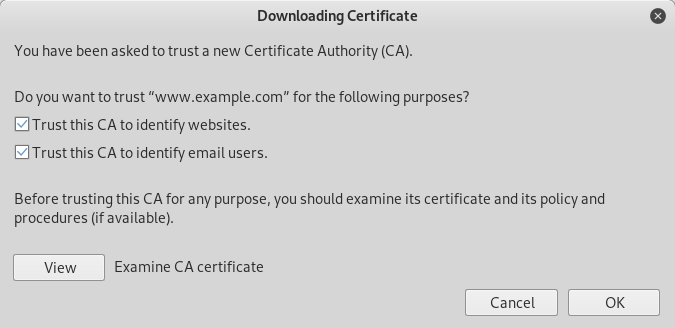 Downloading Certificate
You have been asked to trust a new Certificate Authority (CA).
Do you want to trust “www.example.com” for the following purposes?
Trust this CA to identify websites.
Trust this CA to identify email users.
Before trusting this CA for any purpose, you should examine its certificate and its policy and
procedures (if available).
View Examine CA certificate
Cancel OK